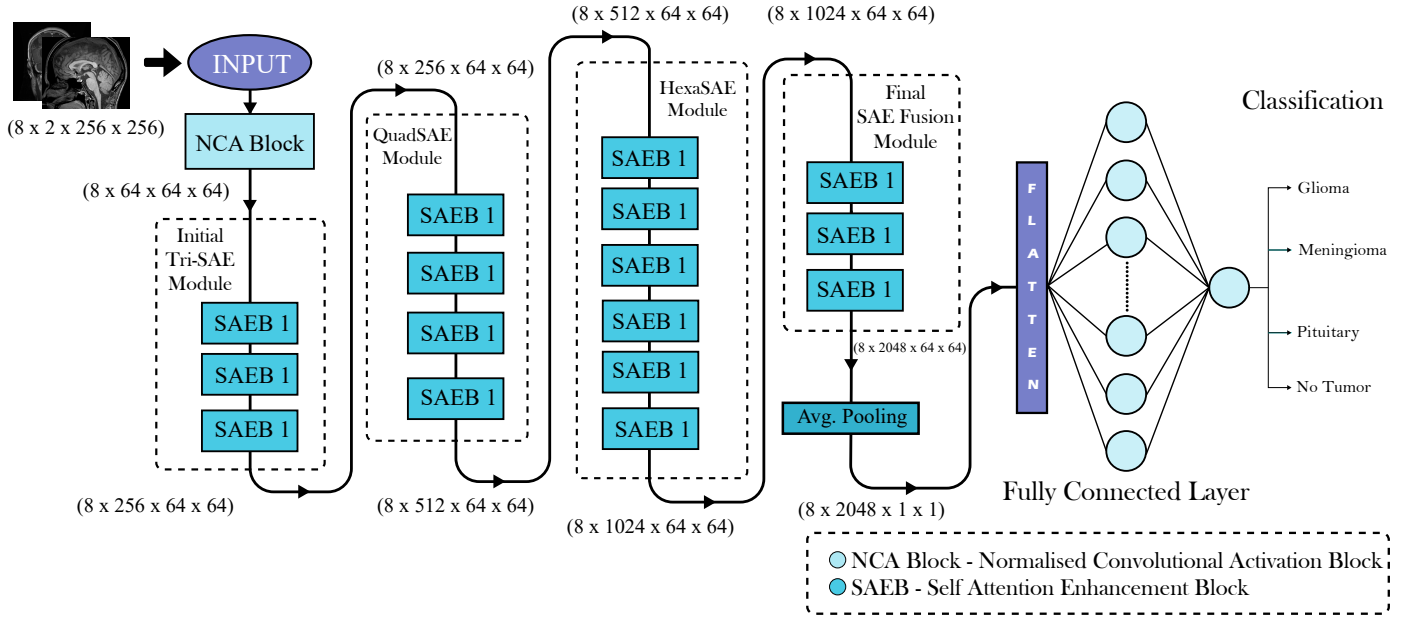 INPUT
(8 x 2 x 256 x 256)
NCA Block
(8 x 64 x 64 x 64)
Initial
Tri-SAE
Module
SAEB 1
SAEB 1
SAEB 1
(8 x 256 x 64 x 64)
(8 x 256 x 64 x 64)
QuadSAE
Module
SAEB 1
SAEB 1
SAEB 1
SAEB 1
(8 x 512 x 64 x 64)
(8 x 512 x 64 x 64)
HexaSAE
Module
SAEB 1
SAEB 1
SAEB 1
SAEB 1
SAEB 1
SAEB 1
(8 x 1024 x 64 x 64)
(8 x 1024 x 64 x 64)
Final
SAE Fusion
Module
SAEB 1
SAEB 1
SAEB 1
(8 x 2048 x 64 x 64)
Avg. Pooling
(8 x 2048 x 1 x 1)
FLATTEN
Fully Connected Layer
Classification
Glioma
Meningioma
Pituitary
No Tumor
NCA Block - Normalised Convolutional Activation Block
SAEB - Self Attention Enhancement Block